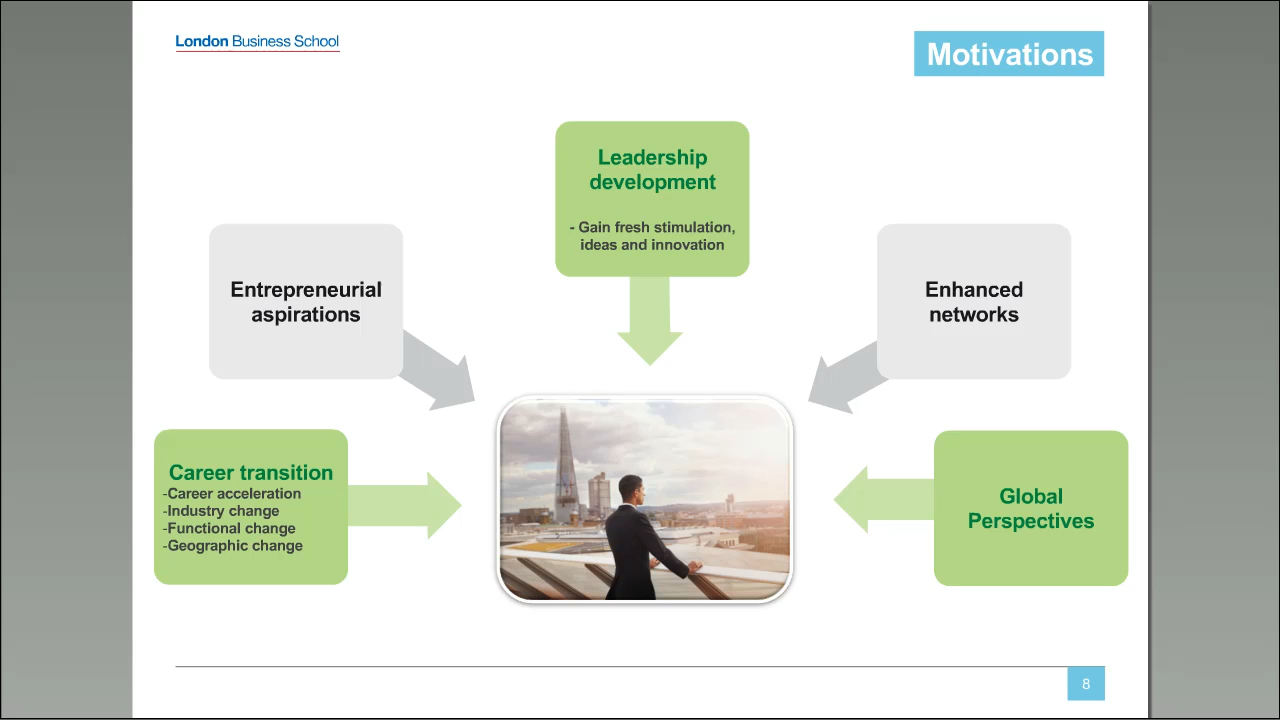 London Business School
Motivations
Leadership
development
- Gain fresh stimulation,
ideas and innovation
Entrepreneurial
aspirations
Enhanced
networks
Career transition
-Career acceleration
-Industry change
-Functional change
-Geographic change
Global
Perspectives
8